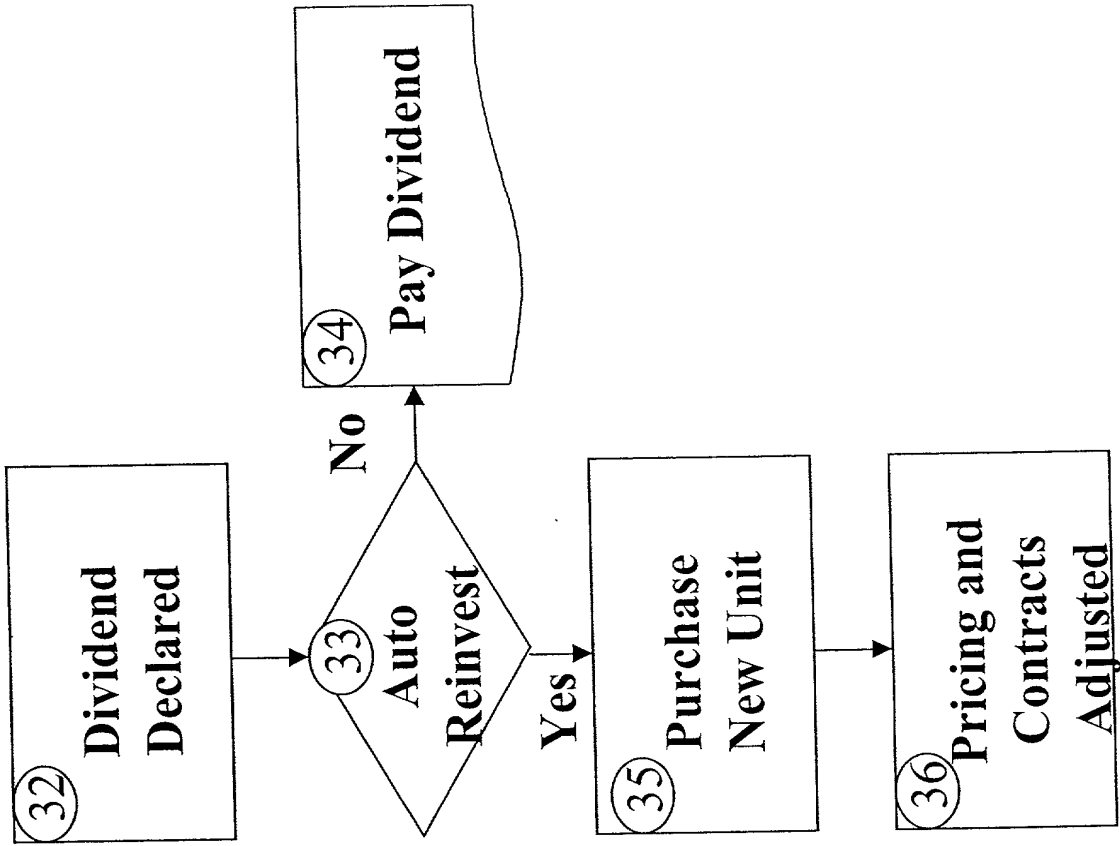 32
Dividend
Declared
33
Auto
Reinvest
No
34
Pay Dividend
Yes
35
Purchase
New Unit
36
Pricing and
Contracts
Adjusted